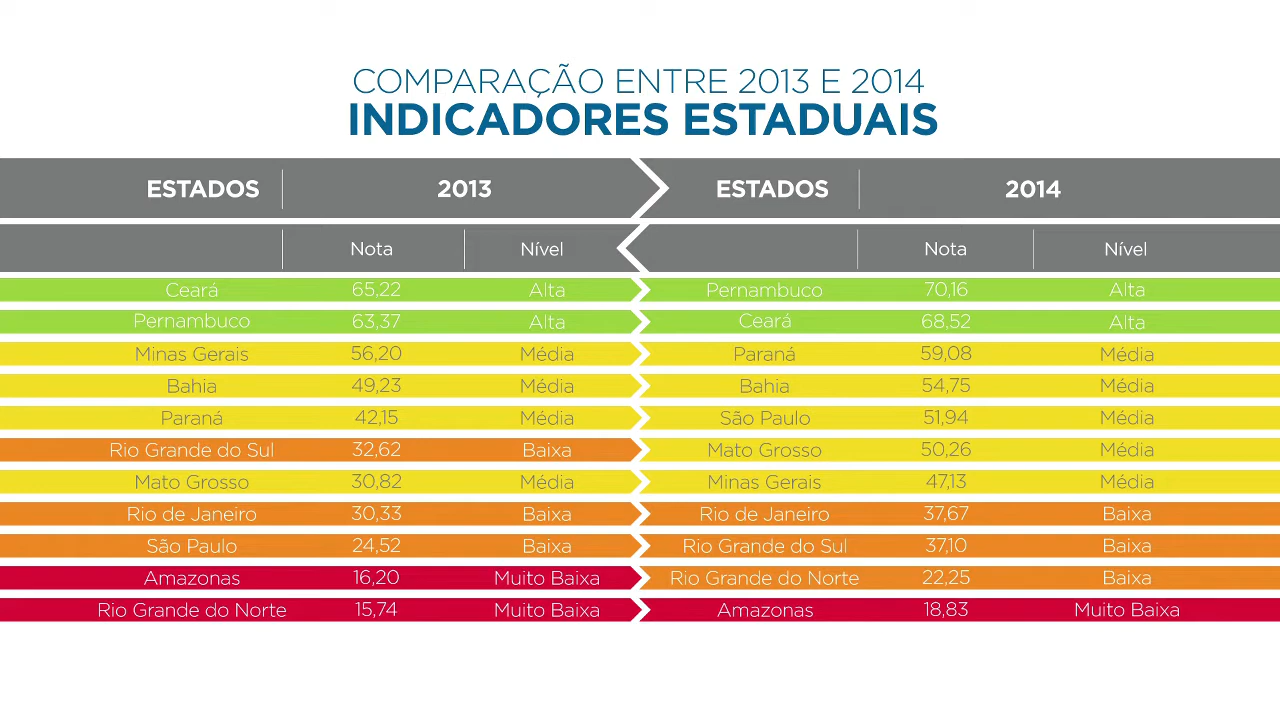 COMPARAÇÃO ENTRE 2013 E 2014
INDICADORES ESTADUAIS
ESTADOS 2013 ESTADOS 2014
Nota Nível Nota Nível
Ceará 65,22 Alta Pernambuco 70,16 Alta
Pernambuco 63,37 Alta Ceará 68,52 Alta
Minas Gerais 56,20 Média Paraná 59,08 Média
Bahia 49,23 Média Bahia 54,75 Média
Paraná 42,15 Média São Paulo 51,94 Média
Rio Grande do Sul 32,62 Baixa Mato Grosso 50,26 Média
Mato Grosso 30,82 Média Minas Gerais 47,13 Média
Rio de Janeiro 30,33 Baixa Rio de Janeiro 37,67 Baixa
São Paulo 24,52 Baixa Rio Grande do Sul 37,10 Baixa
Amazonas 16,20 Muito Baixa Rio Grande do Norte 22,25 Baixa
Rio Grande do Norte 15,74 Muito Baixa Amazonas 18,83 Muito Baixa